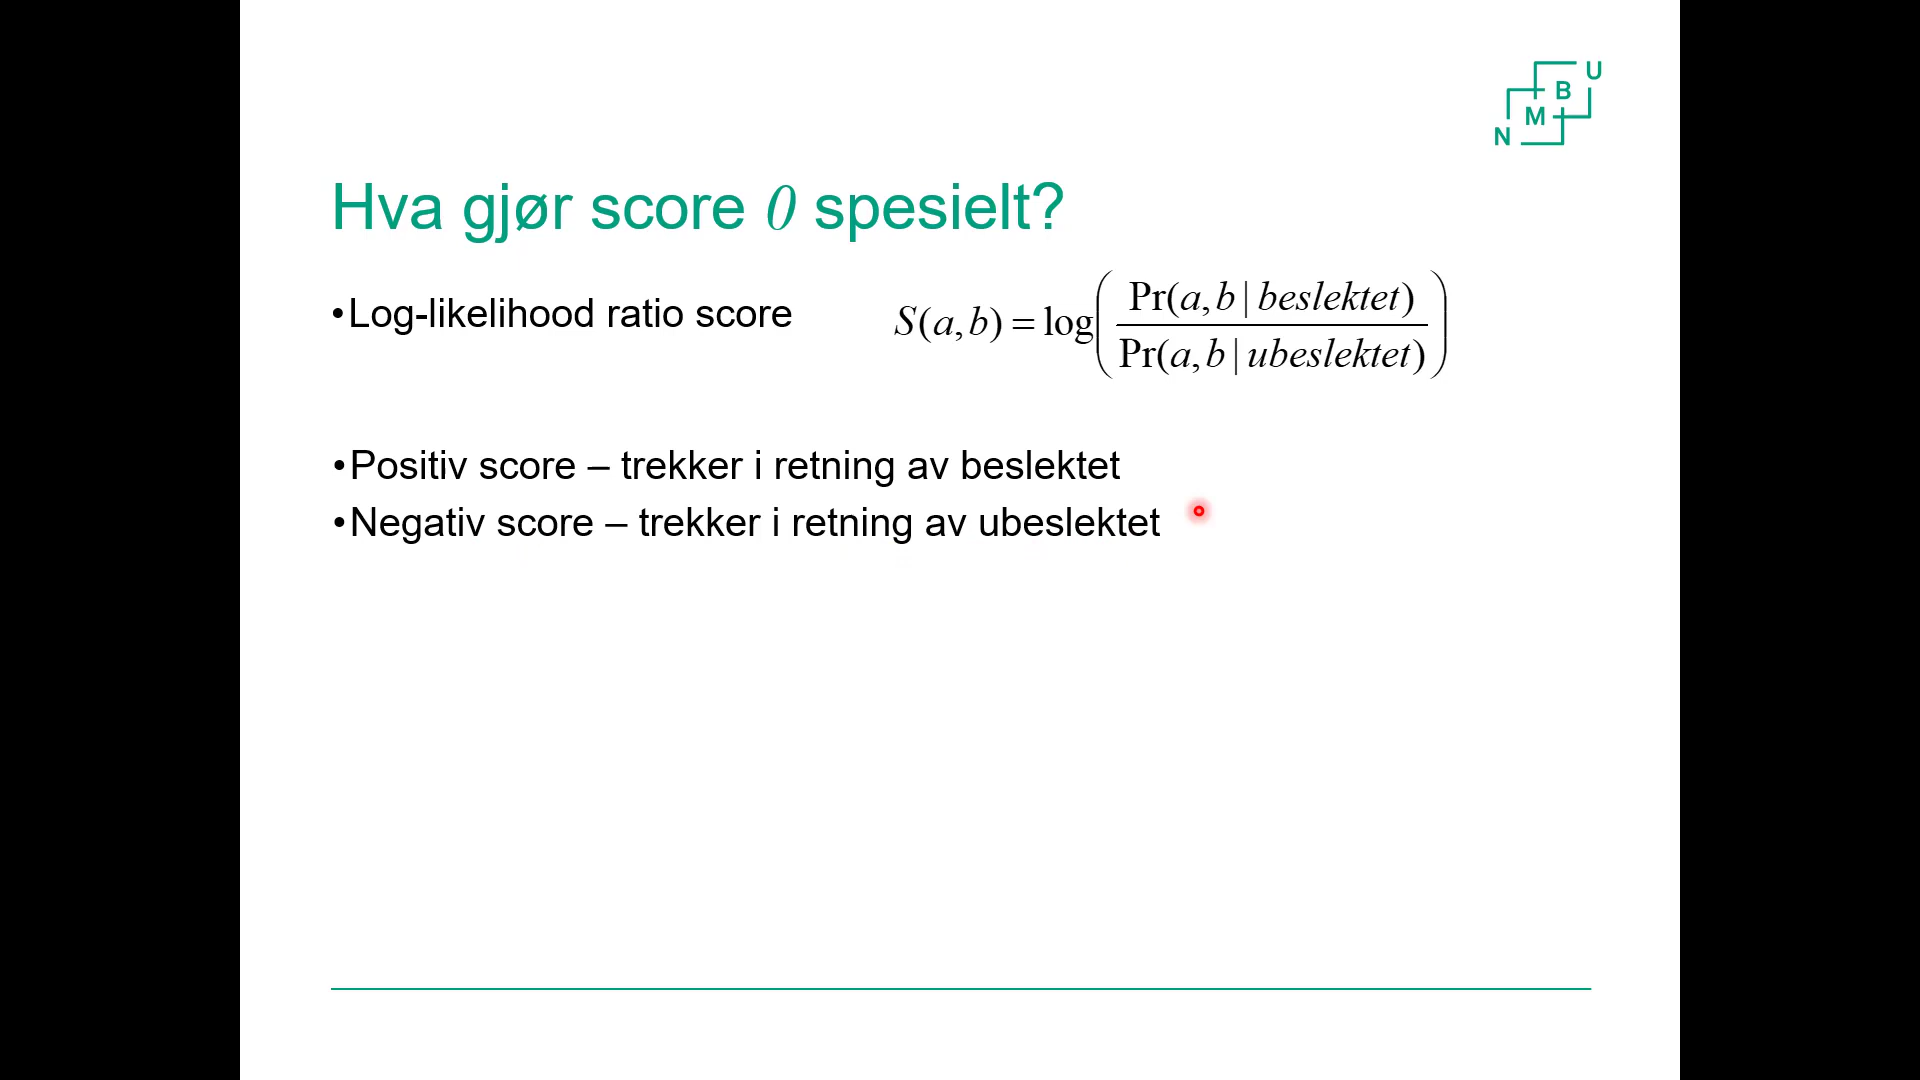 N M B U
Hva gjør score 0 spesielt?
•Log-likelihood ratio score
S(a,b) = log(Pr(a,b | beslektet) / Pr(a,b | ubeslektet))
•Positiv score – trekker i retning av beslektet
•Negativ score – trekker i retning av ubeslektet